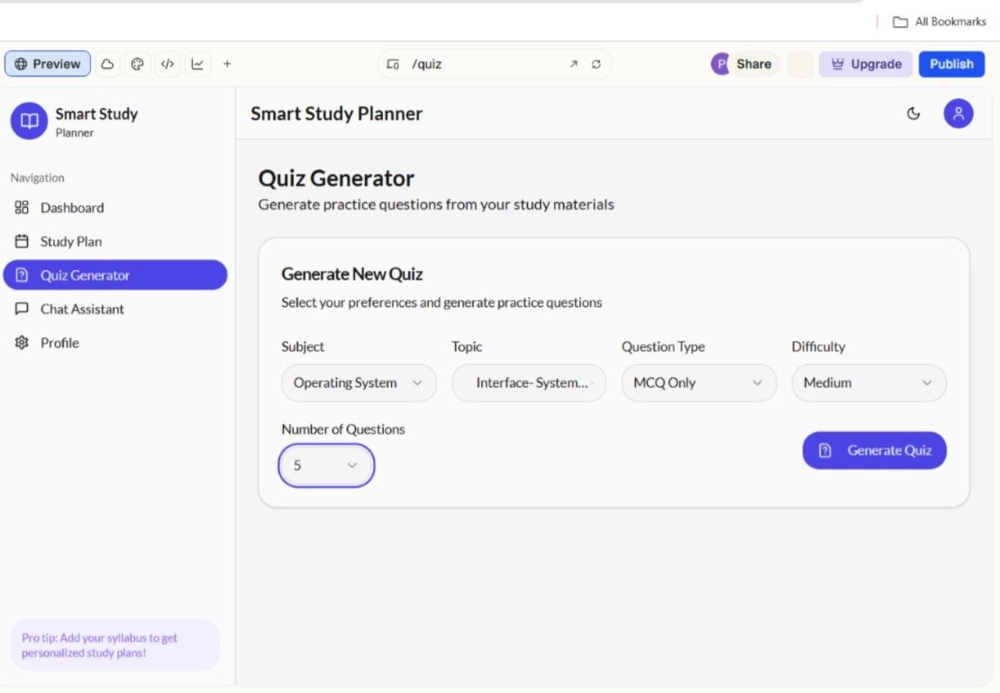 All Bookmarks
Preview
/quiz
P
Share
Upgrade
Publish
Smart Study
Planner
Smart Study Planner
Navigation
Dashboard
Study Plan
Quiz Generator
Chat Assistant
Profile
Pro tip: Add your syllabus to get
personalized study plans!
Quiz Generator
Generate practice questions from your study materials
Generate New Quiz
Select your preferences and generate practice questions
Subject Topic Question Type Difficulty
Operating System Interface- System... MCQ Only Medium
Number of Questions
5
Generate Quiz